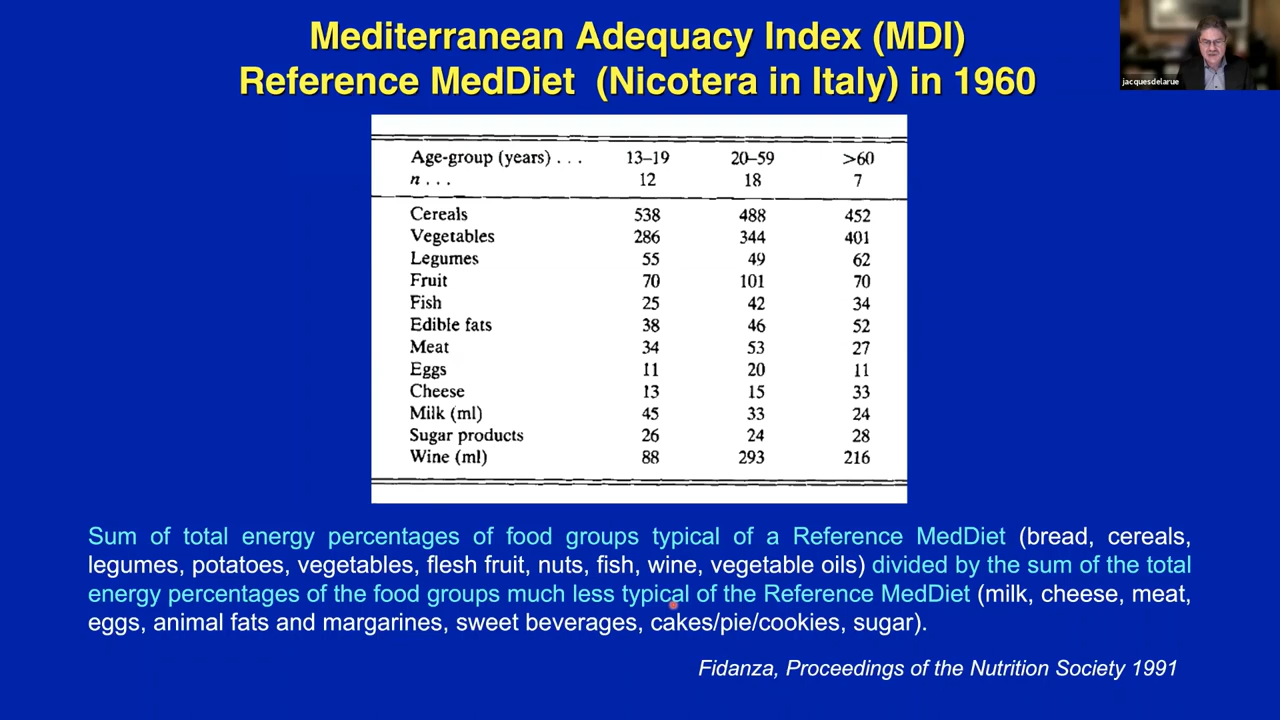 Mediterranean Adequacy Index (MDI)
Reference MedDiet (Nicotera in Italy) in 1960
jacquesdelarue
Age-group (years) . . . 13–19 20–59 >60
n . . . 12 18 7
Cereals 538 488 452
Vegetables 286 344 401
Legumes 55 49 62
Fruit 70 101 70
Fish 25 42 34
Edible fats 38 46 52
Meat 34 53 27
Eggs 11 20 11
Cheese 13 15 33
Milk (ml) 45 33 24
Sugar products 26 24 28
Wine (ml) 88 293 216
Sum of total energy percentages of food groups typical of a Reference MedDiet (bread, cereals,
legumes, potatoes, vegetables, flesh fruit, nuts, fish, wine, vegetable oils) divided by the sum of the total
energy percentages of the food groups much less typical of the Reference MedDiet (milk, cheese, meat,
eggs, animal fats and margarines, sweet beverages, cakes/pie/cookies, sugar).
Fidanza, Proceedings of the Nutrition Society 1991